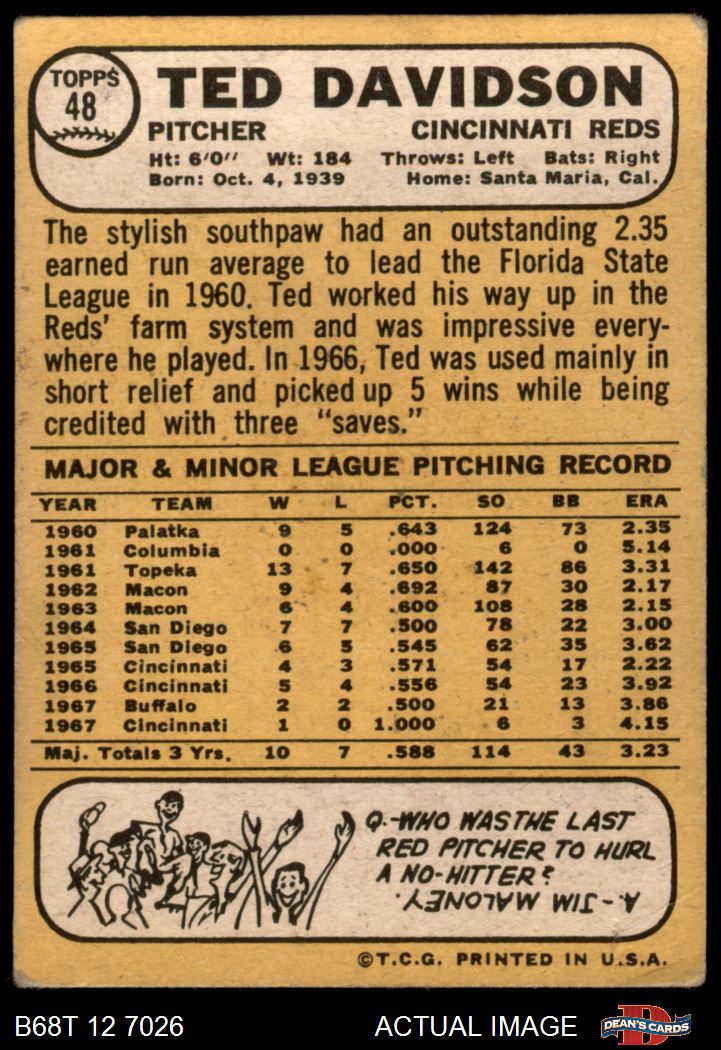 TOPPS
48
TED DAVIDSON
PITCHER CINCINNATI REDS
Ht: 6'0'' Wt: 184 Throws: Left Bats: Right
Born: Oct. 4, 1939 Home: Santa Maria, Cal.
The stylish southpaw had an outstanding 2.35
earned run average to lead the Florida State
League in 1960. Ted worked his way up in the
Reds' farm system and was impressive every-
where he played. In 1966, Ted was used mainly in
short relief and picked up 5 wins while being
credited with three "saves."
MAJOR & MINOR LEAGUE PITCHING RECORD
YEAR TEAM W L PCT. SO BB ERA
1960 Palatka 9 5 .643 124 73 2.35
1961 Columbia 0 0 .000 6 0 5.14
1961 Topeka 13 7 .650 142 86 3.31
1962 Macon 9 4 .692 87 30 2.17
1963 Macon 6 4 .600 108 28 2.15
1964 San Diego 7 7 .500 78 22 3.00
1965 San Diego 6 5 .545 62 35 3.62
1965 Cincinnati 4 3 .571 54 17 2.22
1966 Cincinnati 5 4 .556 54 23 3.92
1967 Buffalo 2 2 .500 21 13 3.86
1967 Cincinnati 1 0 1.000 6 3 4.15
Maj. Totals 3 Yrs. 10 7 .588 114 43 3.23
Q.-WHO WAS THE LAST
RED PITCHER TO HURL
A NO-HITTER?
A.- JIM MALONEY.
©T.C.G. PRINTED IN U.S.A.
B68T 12 7026 ACTUAL IMAGE
D
DEAN'S CARDS